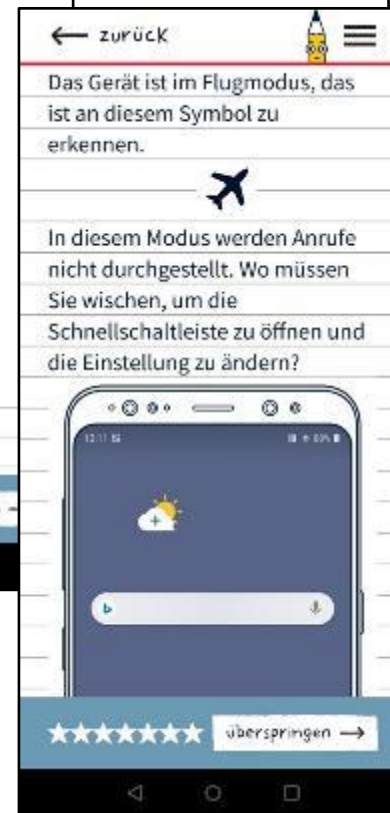 ← zurück
Das Gerät ist im Flugmodus, das
ist an diesem Symbol zu
erkennen.
In diesem Modus werden Anrufe
nicht durchgestellt. Wo müssen
Sie wischen, um die
Schnellschaltleiste zu öffnen und
die Einstellung zu ändern?
überspringen →